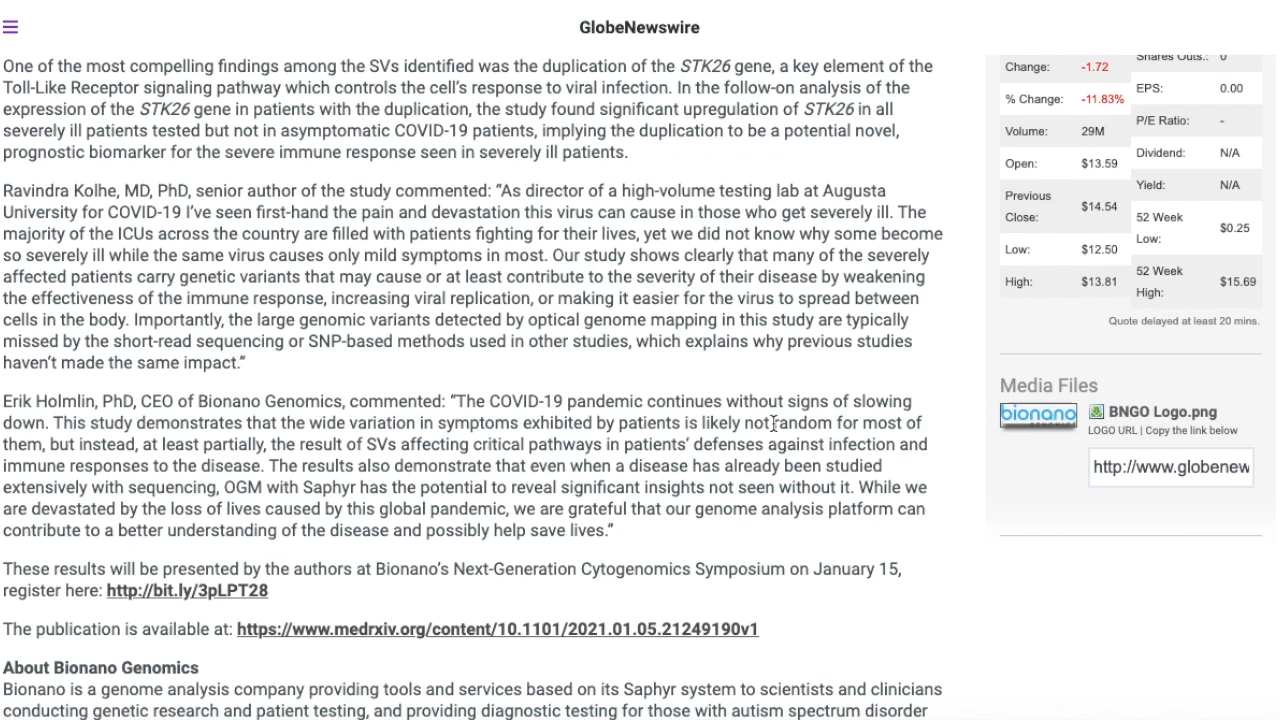 GlobeNewswire
One of the most compelling findings among the SVs identified was the duplication of the STK26 gene, a key element of the
Toll-Like Receptor signaling pathway which controls the cell's response to viral infection. In the follow-on analysis of the
expression of the STK26 gene in patients with the duplication, the study found significant upregulation of STK26 in all
severely ill patients tested but not in asymptomatic COVID-19 patients, implying the duplication to be a potential novel,
prognostic biomarker for the severe immune response seen in severely ill patients.
Ravindra Kolhe, MD, PhD, senior author of the study commented: “As director of a high-volume testing lab at Augusta
University for COVID-19 I've seen first-hand the pain and devastation this virus can cause in those who get severely ill. The
majority of the ICUs across the country are filled with patients fighting for their lives, yet we did not know why some become
so severely ill while the same virus causes only mild symptoms in most. Our study shows clearly that many of the severely
affected patients carry genetic variants that may cause or at least contribute to the severity of their disease by weakening
the effectiveness of the immune response, increasing viral replication, or making it easier for the virus to spread between
cells in the body. Importantly, the large genomic variants detected by optical genome mapping in this study are typically
missed by the short-read sequencing or SNP-based methods used in other studies, which explains why previous studies
haven't made the same impact.”
Erik Holmlin, PhD, CEO of Bionano Genomics, commented: “The COVID-19 pandemic continues without signs of slowing
down. This study demonstrates that the wide variation in symptoms exhibited by patients is likely not random for most of
them, but instead, at least partially, the result of SVs affecting critical pathways in patients' defenses against infection and
immune responses to the disease. The results also demonstrate that even when a disease has already been studied
extensively with sequencing, OGM with Saphyr has the potential to reveal significant insights not seen without it. While we
are devastated by the loss of lives caused by this global pandemic, we are grateful that our genome analysis platform can
contribute to a better understanding of the disease and possibly help save lives.”
These results will be presented by the authors at Bionano's Next-Generation Cytogenomics Symposium on January 15,
register here: http://bit.ly/3pLPT28
The publication is available at: https://www.medrxiv.org/content/10.1101/2021.01.05.21249190v1
About Bionano Genomics
Bionano is a genome analysis company providing tools and services based on its Saphyr system to scientists and clinicians
conducting genetic research and patient testing, and providing diagnostic testing for those with autism spectrum disorder
Change: -1.72
% Change: -11.83%
Volume: 29M
Open: $13.59
Previous
Close: $14.54
Low: $12.50
High: $13.81
Shares Outs.: 0
EPS: 0.00
P/E Ratio: -
Dividend: N/A
Yield: N/A
52 Week
Low: $0.25
52 Week
High: $15.69
Quote delayed at least 20 mins.
Media Files
bionano
BNGO Logo.png
LOGO URL | Copy the link below
http://www.globenew